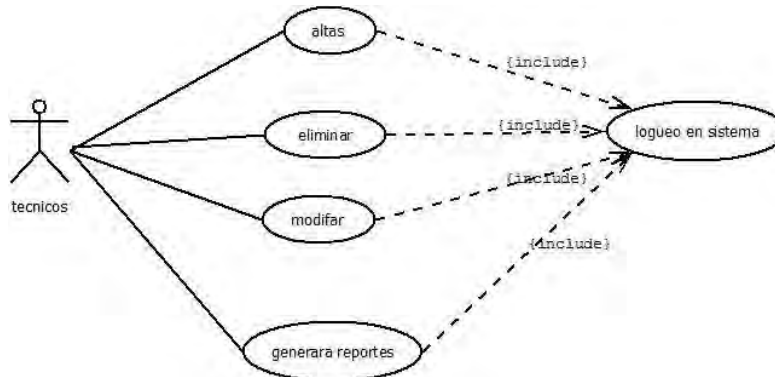 altas
{include}
{include}
logueo en sistema
eliminar
{include}
tecnicos
modifar
{include}
generara reportes